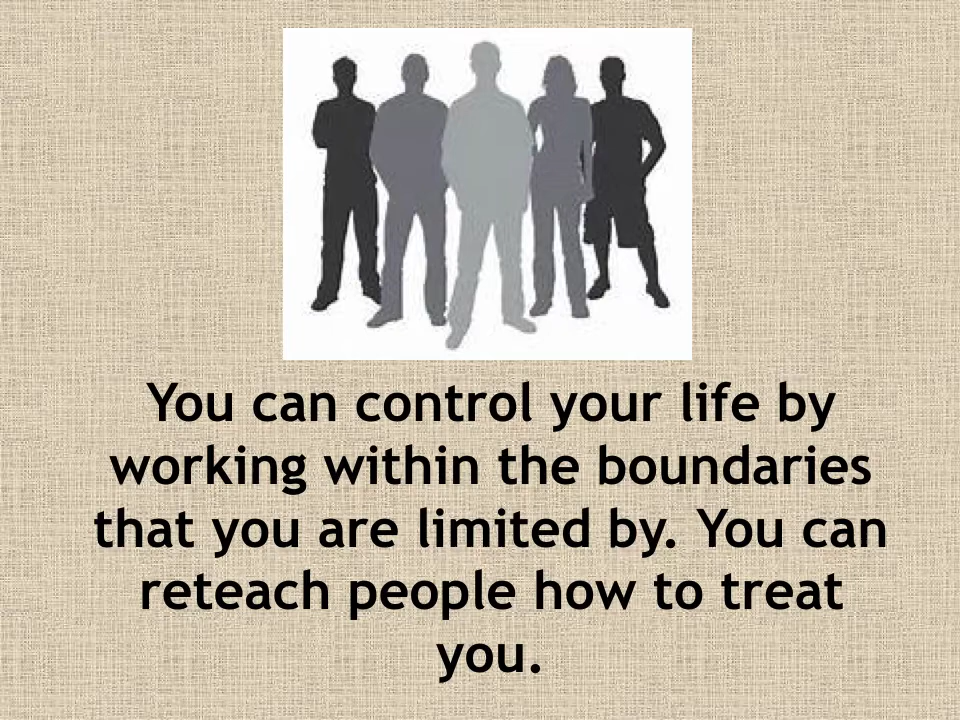 You can control your life by
working within the boundaries
that you are limited by. You can
reteach people how to treat
you.